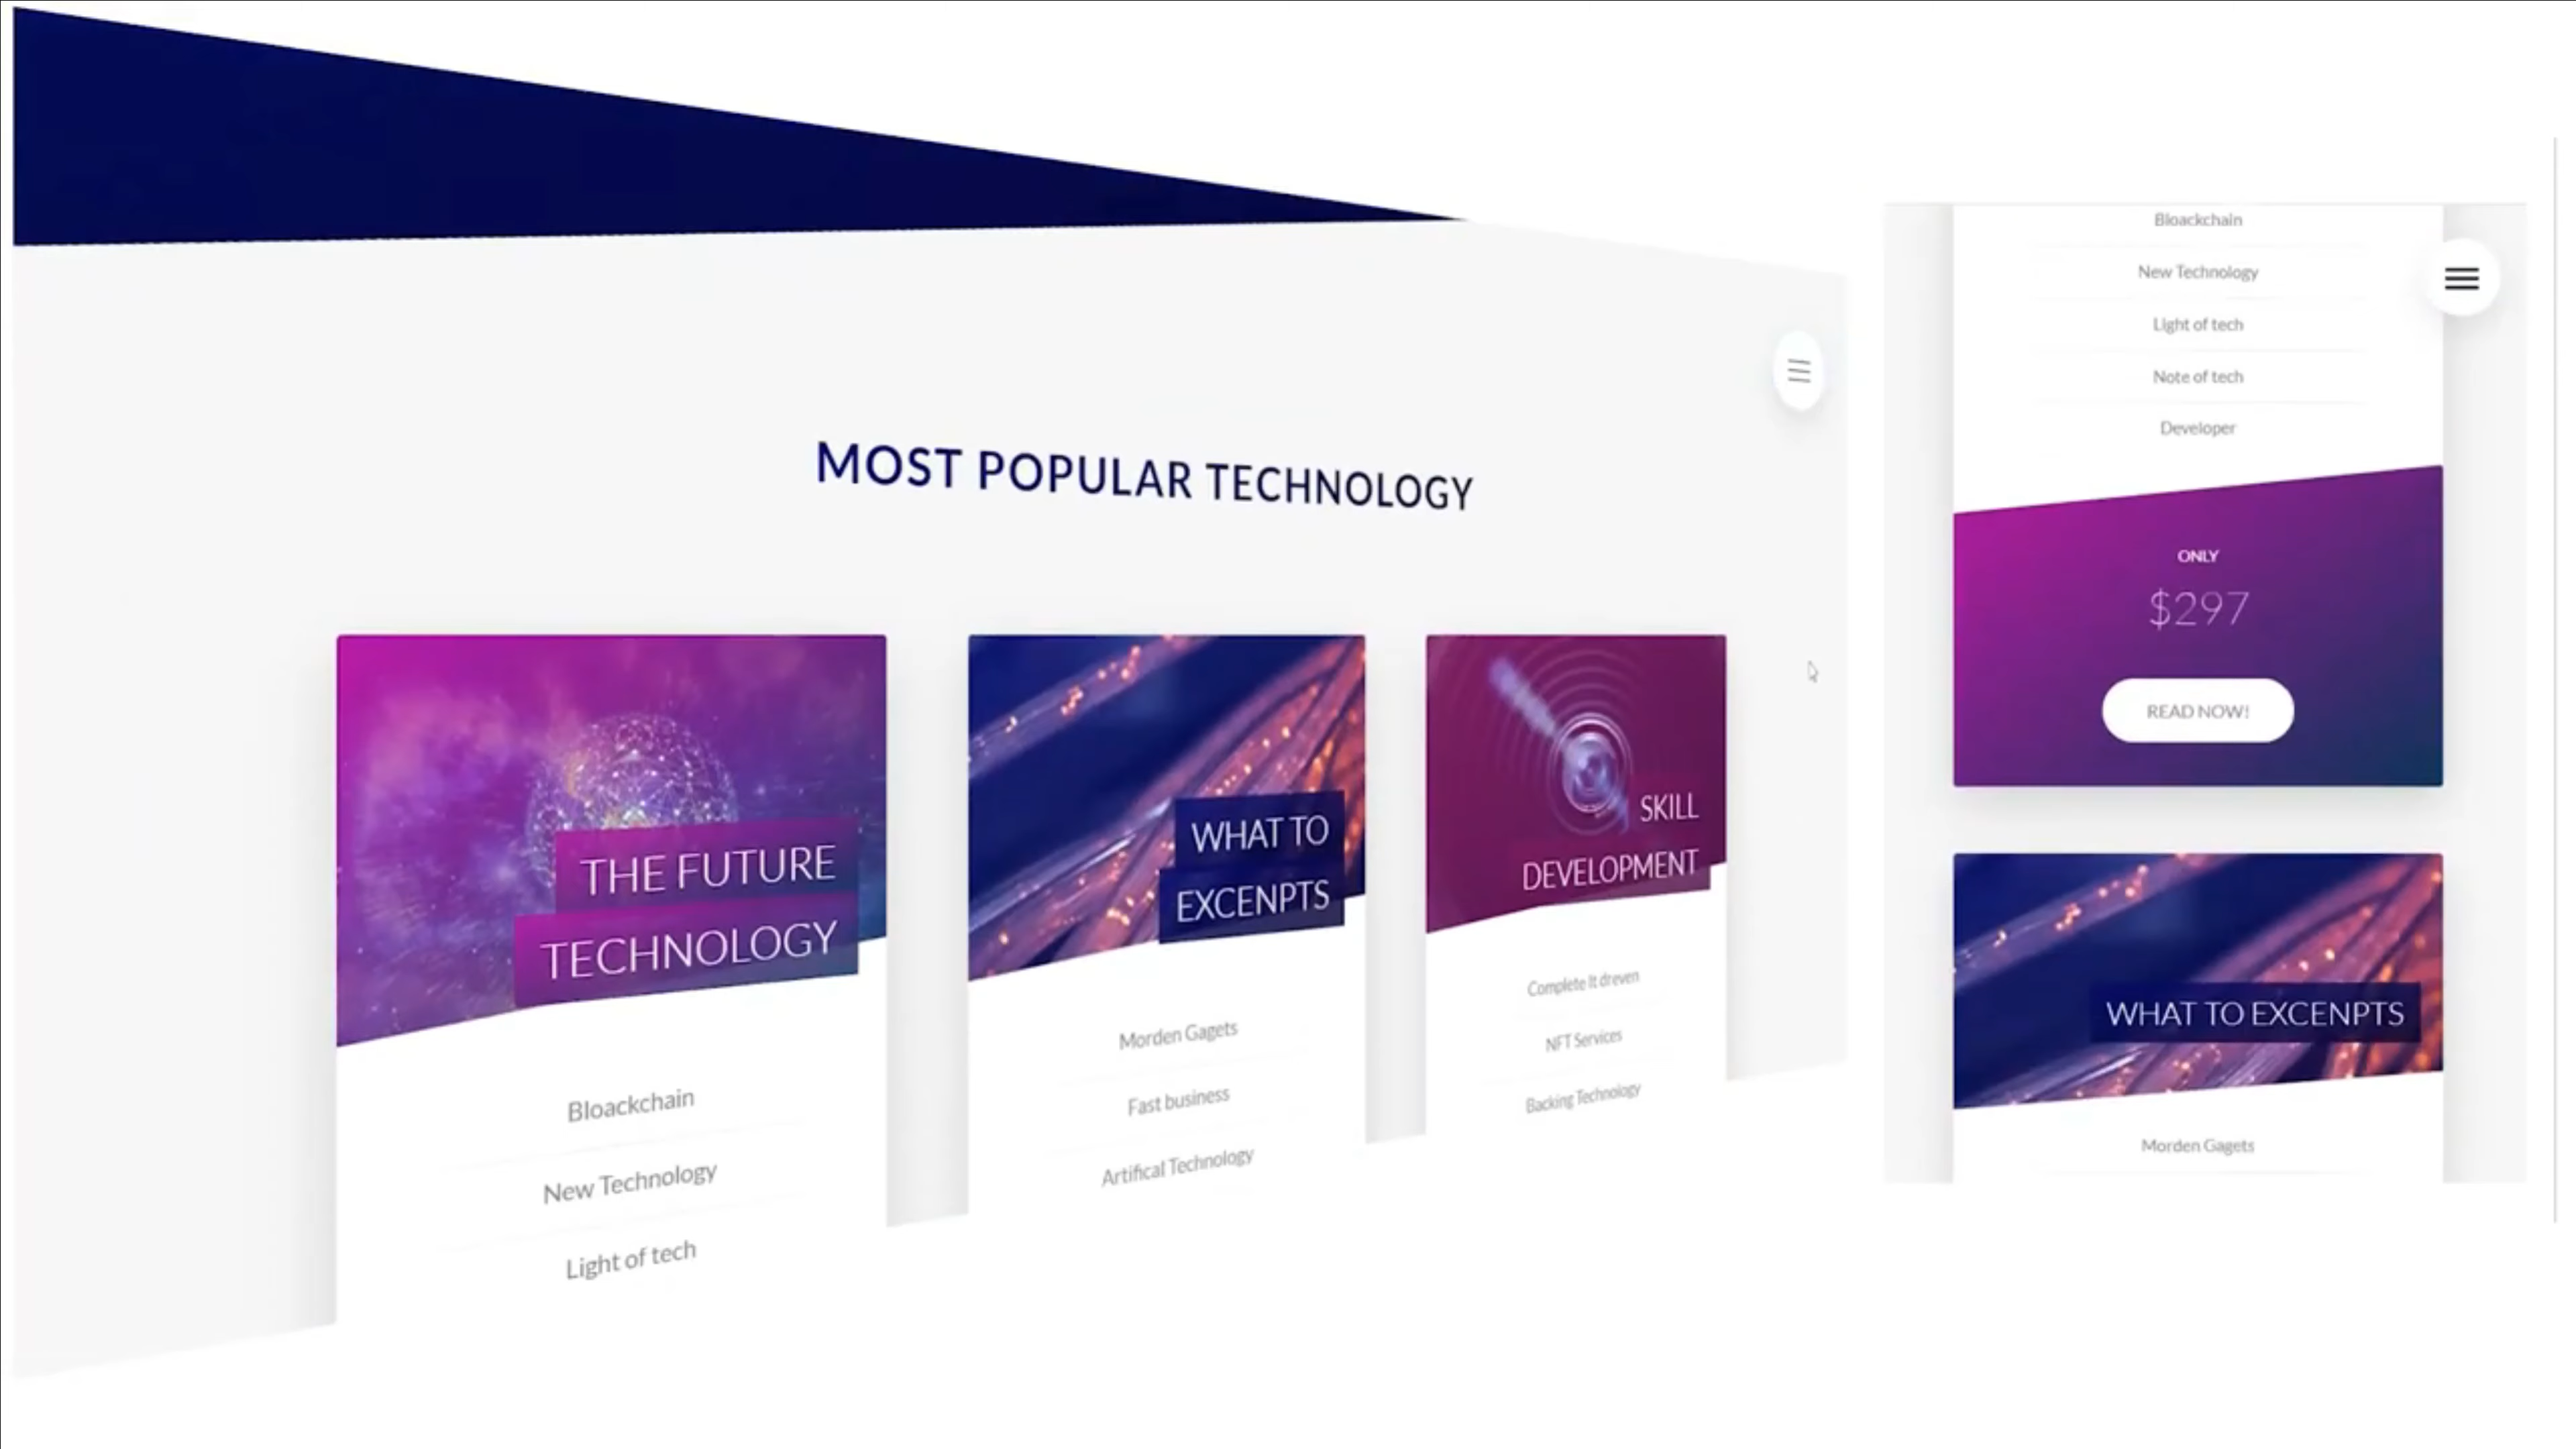 MOST POPULAR TECHNOLOGY
THE FUTURE
TECHNOLOGY
Bloackchain
New Technology
Light of tech
WHAT TO
EXCENPTS
Morden Gagets
Fast business
Artifical Technology
SKILL
DEVELOPMENT
Complete It dreven
NFT Services
Backing Technology
Bloackchain
New Technology
Light of tech
Note of tech
Developer
ONLY
$297
READ NOW!
WHAT TO EXCENPTS
Morden Gagets